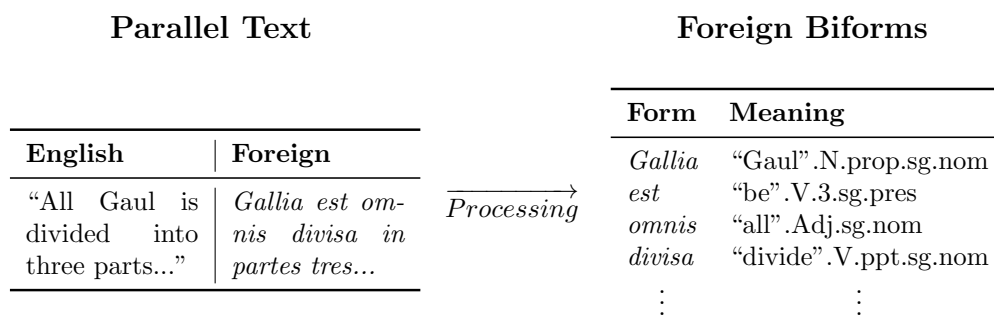 Parallel Text
English Foreign
“All Gaul is
divided into
three parts...”
Gallia est om-
nis divisa in
partes tres...
Processing
Foreign Biforms
Form Meaning
Gallia “Gaul”.N.prop.sg.nom
est “be”.V.3.sg.pres
omnis “all”.Adj.sg.nom
divisa “divide”.V.ppt.sg.nom
⋮ ⋮